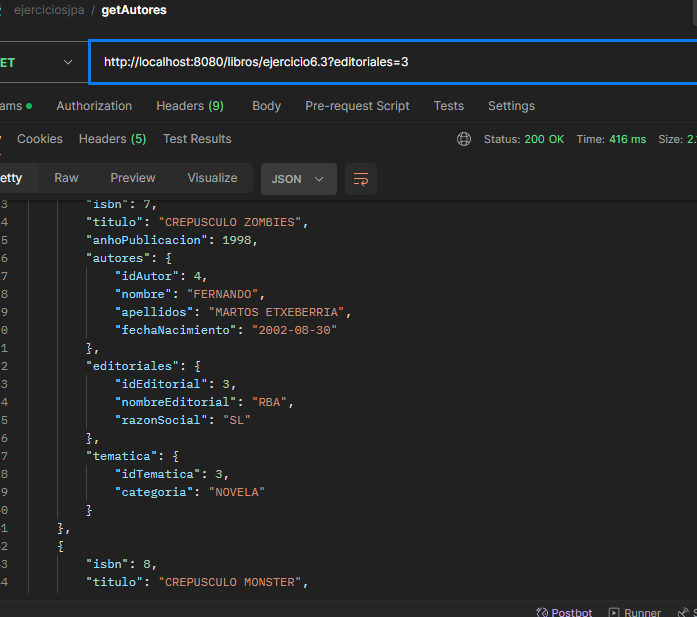 ejerciciosjpa / getAutores
ET http://localhost:8080/libros/ejercicio6.3?editoriales=3
ams Authorization Headers (9) Body Pre-request Script Tests Settings
Cookies Headers (5) Test Results Status: 200 OK Time: 416 ms Size: 2.
etty Raw Preview Visualize JSON
3 "isbn": 7,
4 "titulo": "CREPUSCULO ZOMBIES",
5 "anhoPublicacion": 1998,
6 "autores": {
7 "idAutor": 4,
8 "nombre": "FERNANDO",
9 "apellidos": "MARTOS ETXEBERRIA",
0 "fechaNacimiento": "2002-08-30"
1 },
2 "editoriales": {
3 "idEditorial": 3,
4 "nombreEditorial": "RBA",
5 "razonSocial": "SL"
6 },
7 "tematica": {
8 "idTematica": 3,
9 "categoria": "NOVELA"
0 }
1 },
2 {
3 "isbn": 8,
4 "titulo": "CREPUSCULO MONSTER",
Postbot Runner S